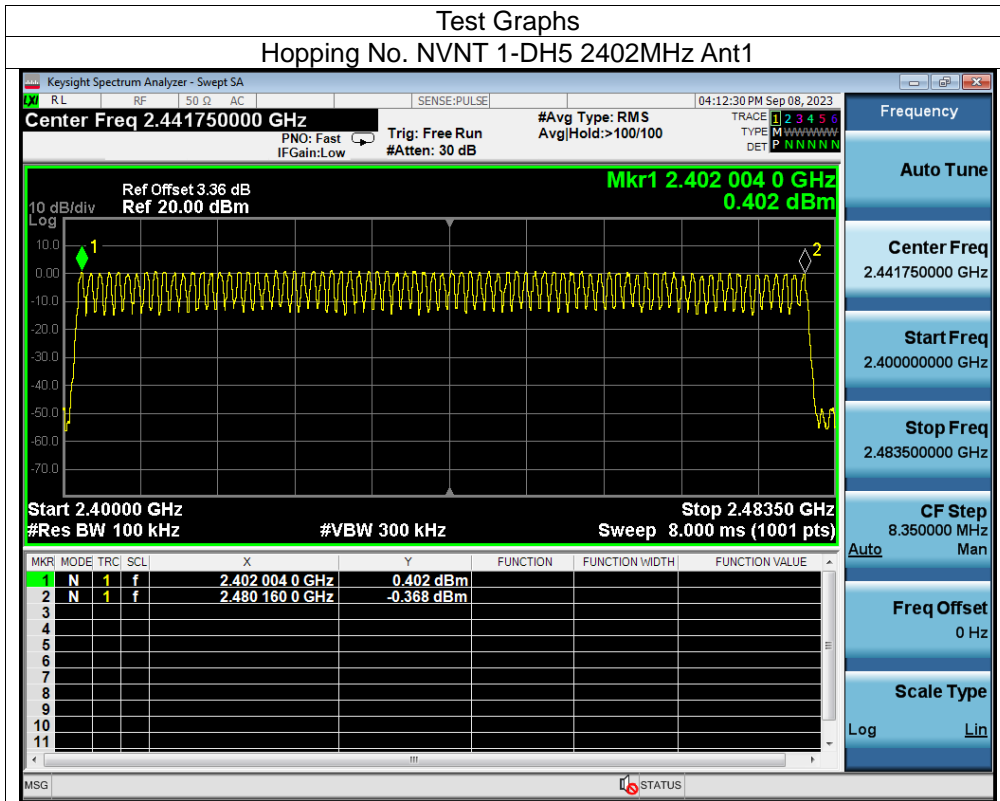 Test Graphs
Hopping No. NVNT 1-DH5 2402MHz Ant1
Keysight Spectrum Analyzer - Swept SA
LXI RL RF 50 Ω AC SENSE:PULSE 04:12:30 PM Sep 08, 2023
Center Freq 2.441750000 GHz
PNO: Fast
IFGain:Low
Trig: Free Run
#Atten: 30 dB
#Avg Type: RMS
Avg|Hold:>100/100
TRACE 1 2 3 4 5 6
TYPE M WWWWW
DET P N N N N N
Mkr1 2.402 004 0 GHz
0.402 dBm
Ref Offset 3.36 dB
Ref 20.00 dBm
10 dB/div
Log
10.0
0.00
-10.0
-20.0
-30.0
-40.0
-50.0
-60.0
-70.0
1
2
Start 2.40000 GHz
Stop 2.48350 GHz
#Res BW 100 kHz
#VBW 300 kHz
Sweep 8.000 ms (1001 pts)
MKR MODE TRC SCL X Y FUNCTION FUNCTION WIDTH FUNCTION VALUE
1 N 1 f 2.402 004 0 GHz 0.402 dBm
2 N 1 f 2.480 160 0 GHz -0.368 dBm
3
4
5
6
7
8
9
10
11
MSG
STATUS
Frequency
Auto Tune
Center Freq
2.441750000 GHz
Start Freq
2.400000000 GHz
Stop Freq
2.483500000 GHz
CF Step
8.350000 MHz
Auto Man
Freq Offset
0 Hz
Scale Type
Log Lin